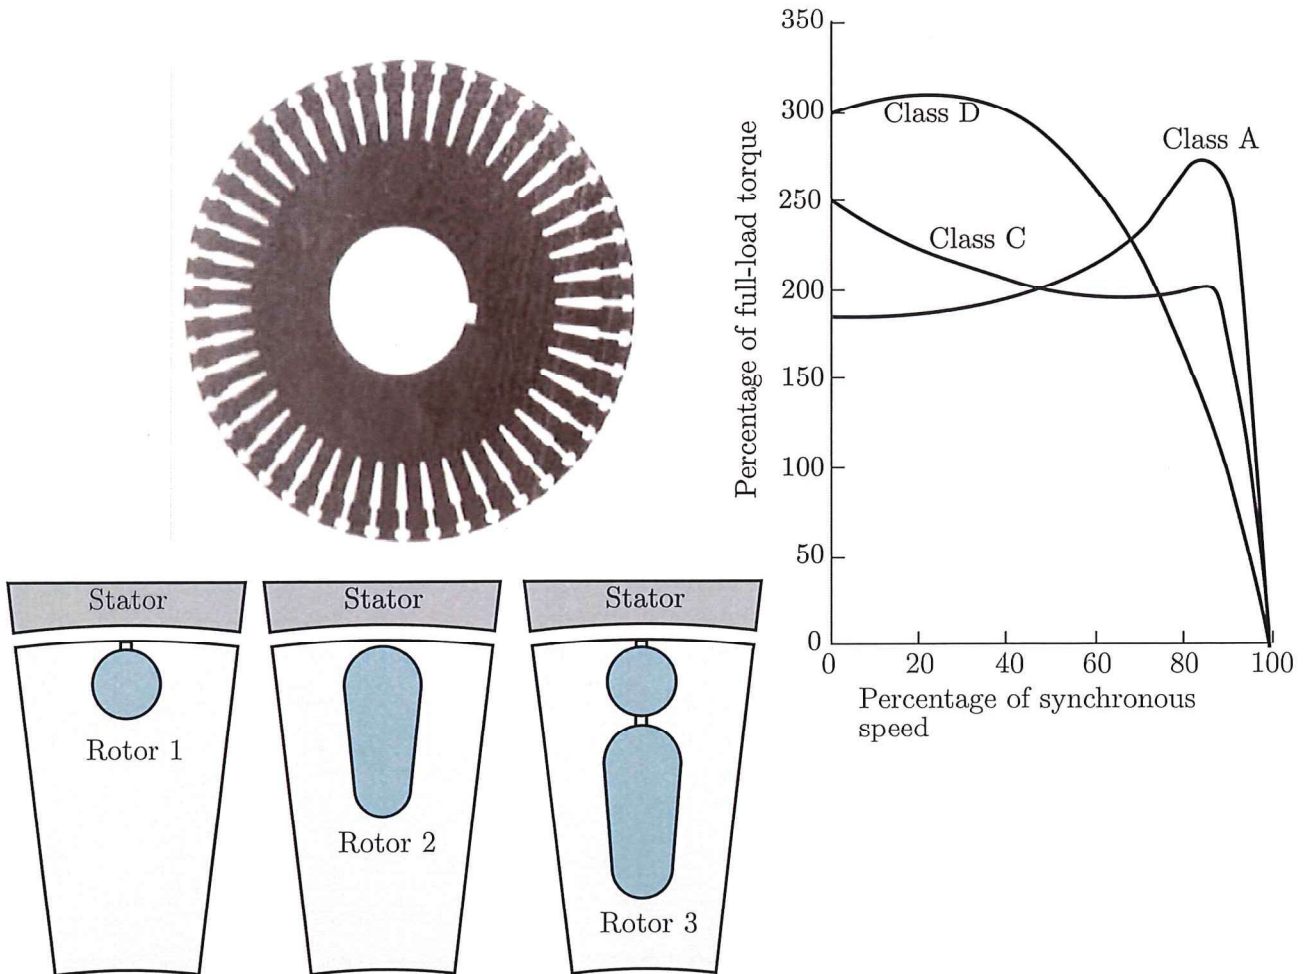 350
300
250
200
150
100
50
0
0 20 40 60 80 100
Percentage of full-load torque
Class D
Class A
Class C
Percentage of synchronous
speed
Stator
Stator
Stator
Rotor 1
Rotor 2
Rotor 3